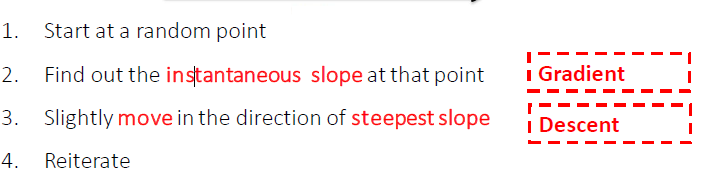 1. Start at a random point
2. Find out the instantaneous slope at that point
Gradient
3. Slightly move in the direction of steepest slope
Descent
4. Reiterate